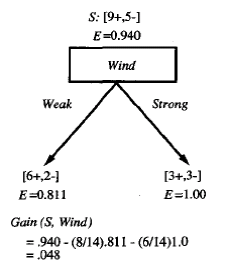 S: [9+,5-]
E =0.940
Wind
Weak Strong
[6+,2-] [3+,3-]
E=0.811 E=1.00
Gain (S, Wind)
= .940 - (8/14).811 - (6/14)1.0
= .048